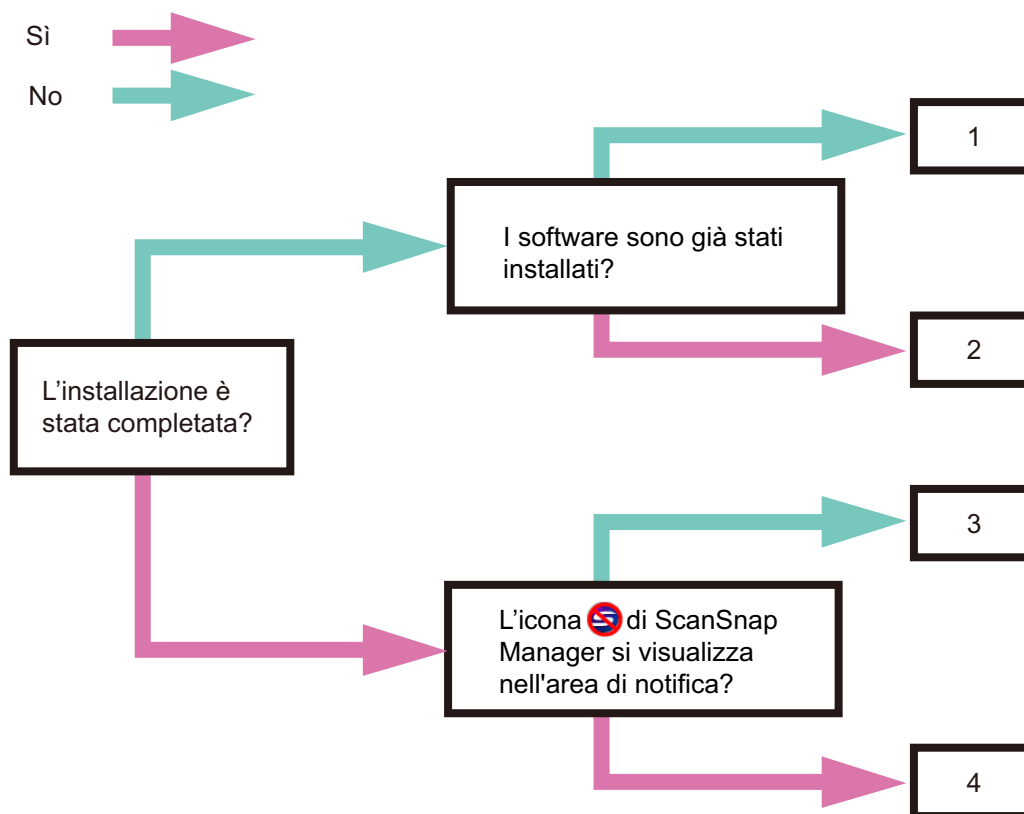 Sì
No
1
I software sono già stati
installati?
2
L’installazione è
stata completata?
3
L’icona di ScanSnap
Manager si visualizza
nell'area di notifica?
4